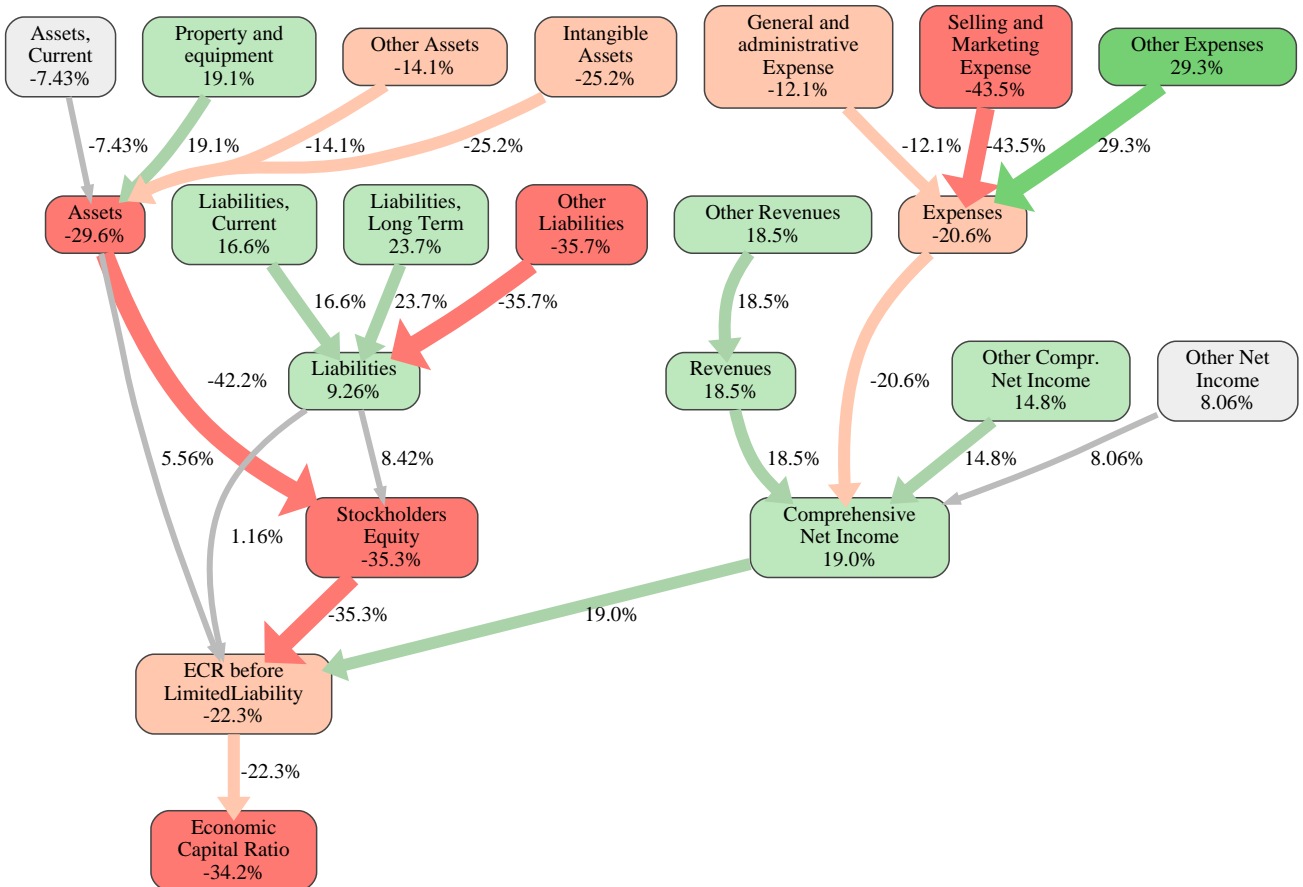 Assets,
Current
-7.43%
Property and
equipment
19.1%
Other Assets
-14.1%
Intangible
Assets
-25.2%
General and
administrative
Expense
-12.1%
Selling and
Marketing
Expense
-43.5%
Other Expenses
29.3%
-7.43%
19.1%
-14.1%
-25.2%
-12.1%
-43.5%
29.3%
Assets
-29.6%
Liabilities,
Current
16.6%
Liabilities,
Long Term
23.7%
Other
Liabilities
-35.7%
Other Revenues
18.5%
Expenses
-20.6%
16.6%
23.7%
-35.7%
18.5%
-42.2%
Liabilities
9.26%
Revenues
18.5%
-20.6%
Other Compr.
Net Income
14.8%
Other Net
Income
8.06%
5.56%
8.42%
18.5%
14.8%
8.06%
1.16%
Stockholders
Equity
-35.3%
Comprehensive
Net Income
19.0%
-35.3%
19.0%
ECR before
LimitedLiability
-22.3%
-22.3%
Economic
Capital Ratio
-34.2%